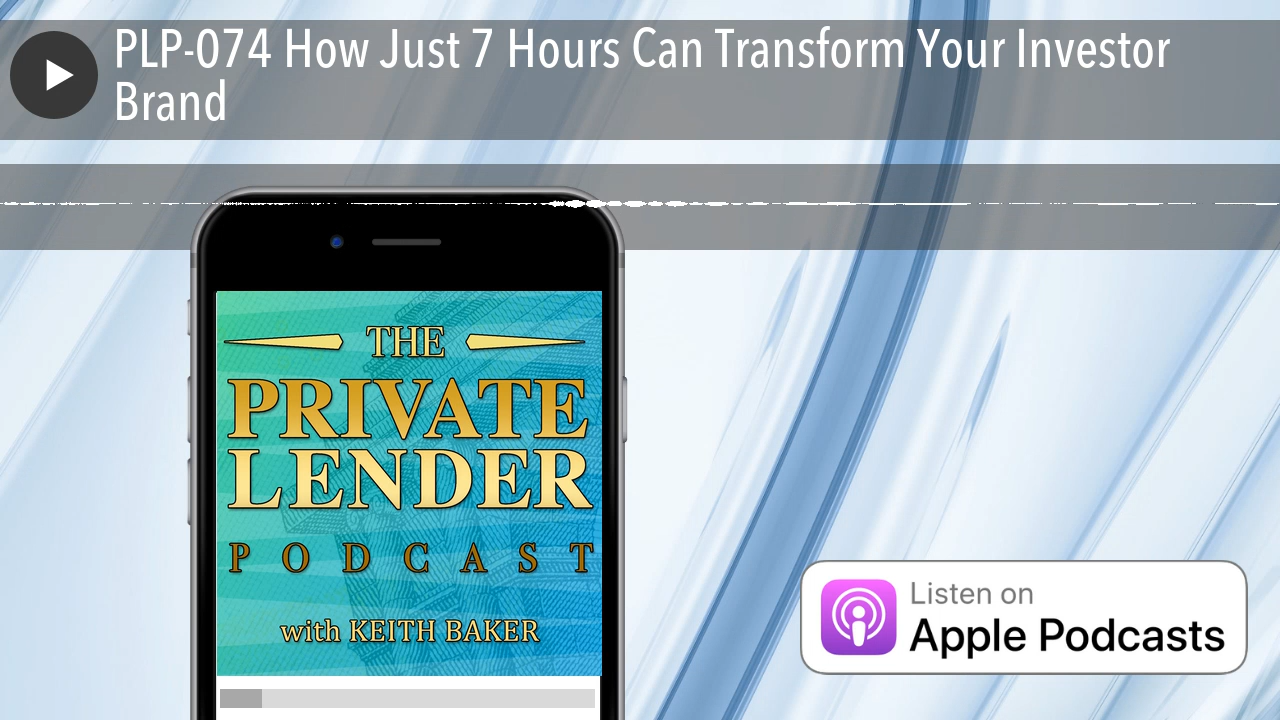 PLP-074 How Just 7 Hours Can Transform Your Investor
Brand
THE
PRIVATE
LENDER
PODCAST
with KEITH BAKER
Listen on
Apple Podcasts